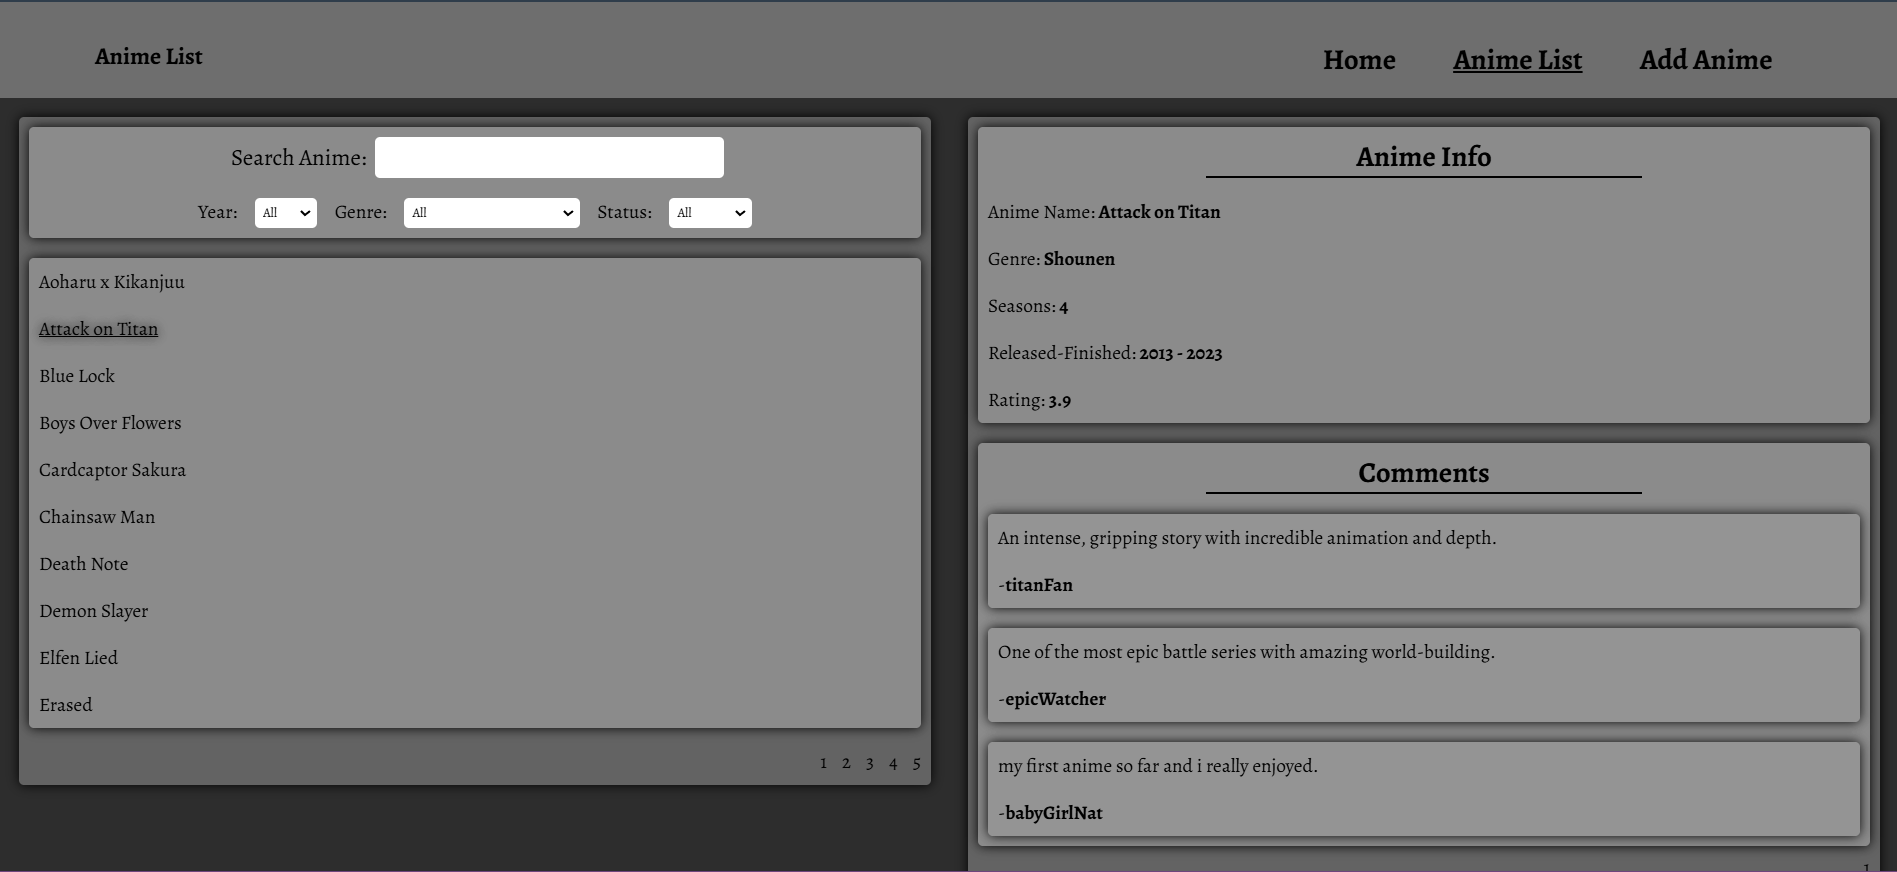 Anime List
Home Anime List Add Anime
Search Anime:
Year: All Genre: All Status: All
Aoharu x Kikanjuu
Attack on Titan
Blue Lock
Boys Over Flowers
Cardcaptor Sakura
Chainsaw Man
Death Note
Demon Slayer
Elfen Lied
Erased
1 2 3 4 5
Anime Info
Anime Name: Attack on Titan
Genre: Shounen
Seasons: 4
Released-Finished: 2013 - 2023
Rating: 3.9
Comments
An intense, gripping story with incredible animation and depth.
-titanFan
One of the most epic battle series with amazing world-building.
-epicWatcher
my first anime so far and i really enjoyed.
-babyGirlNat
1